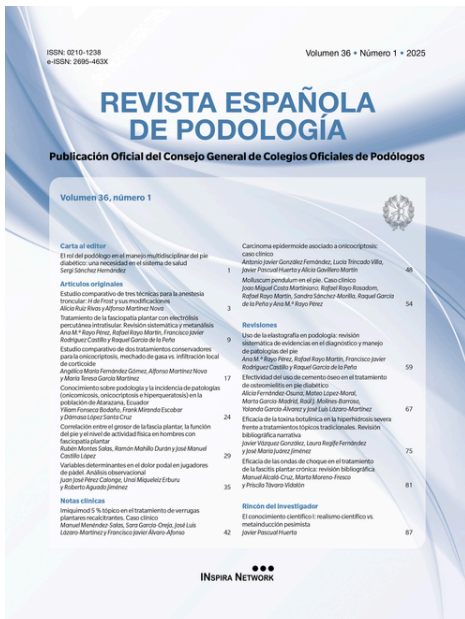 ISSN: 0210-1238
e-ISSN: 2695-463X
Volumen 36 • Número 1 • 2025
REVISTA ESPAÑOLA
DE PODOLOGÍA
Publicación Oficial del Consejo General de Colegios Oficiales de Podólogos
Volumen 36, número 1
Carta al editor
El rol del podólogo en el manejo multidisciplinar del pie
diabético: una necesidad en el sistema de salud
Sergi Sánchez Hernández 1
Artículos originales
Estudio comparativo de tres técnicas para la anestesia
troncular: H de Frost y sus modificaciones
Alicia Ruiz Rivas y Alfonso Martínez Nova 3
Tratamiento de la fasciopatía plantar con electrólisis
percutánea intratisular. Revisión sistemática y metanálisis
Ana M.ª Rayo Pérez, Rafael Rayo Martín, Francisco Javier
Rodríguez Castillo y Raquel García de la Peña 9
Estudio comparativo de dos tratamientos conservadores
para la onicocriptosis, mechado de gasa vs. infiltración local
de corticoide
Angélica María Fernández Gómez, Alfonso Martínez Nova
y María Teresa García Martínez 17
Conocimiento sobre podología y la incidencia de patologías
(onicomicosis, onicocriptosis e hiperqueratosis) en la
población de Atarazana, Ecuador
Yiliam Fonseca Bodaño, Frank Miranda Escobar
y Dámasa López Santa Cruz 24
Correlación entre el grosor de la fascia plantar, la función
del pie y el nivel de actividad física en hombres con
fasciopatía plantar
Rubén Montes Salas, Ramón Mahillo Durán y José Manuel
Castillo López 29
Variables determinantes en el dolor podal en jugadores
de pádel. Análisis observacional
Juan José Pérez Calonge, Unai Miqueleiz Erburu
y Roberto Aguado Jiménez 35
Notas clínicas
Imiquimod 5 % tópico en el tratamiento de verrugas
plantares recalcitrantes. Caso clínico
Manuel Menéndez-Salas, Sara García-Oreja, José Luis
Lázaro-Martínez y Francisco Javier Álvaro-Afonso 42
Carcinoma epidermoide asociado a onicocriptosis:
caso clínico
Antonio Javier González Fernández, Lucía Trincado Villa,
Javier Pascual Huerta y Alicia Gavillero Martín 48
Molluscum pendulum en el pie. Caso clínico
Joao Miguel Costa Martiniano, Rafael Rayo Rosado,
Rafael Rayo Martín, Sandra Sánchez-Morilla, Raquel García
de la Peña y Ana M.ª Rayo Pérez 54
Revisiones
Uso de la elastografía en podología: revisión
sistemática de evidencias en el diagnóstico y manejo
de patologías del pie
Ana M.ª Rayo Pérez, Rafael Rayo Martín, Francisco Javier
Rodríguez Castillo y Raquel García de la Peña 59
Efectividad del uso de cemento óseo en el tratamiento
de osteomielitis en pie diabético
Alicia Fernández-Osuna, Mateo López-Moral,
Marta García-Madrid, Raúl J. Molines-Barroso,
Yolanda García-Álvarez y José Luis Lázaro-Martínez 67
Eficacia de la toxina botulínica en la hiperhidrosis severa
frente a tratamientos tópicos tradicionales. Revisión
bibliográfica narrativa
Javier Vázquez González, Laura Regife Fernández
y José María Juárez Jiménez 75
Eficacia de las ondas de choque en el tratamiento
de la fascitis plantar crónica: revisión bibliográfica
Manuel Alcalá-Cruz, Marta Moreno-Fresco
y Priscila Távara-Vidalón 81
Rincón del investigador
El conocimiento científico I: realismo científico vs.
metainducción pesimista
Javier Pascual Huerta 87
INSPIRA NETWORK